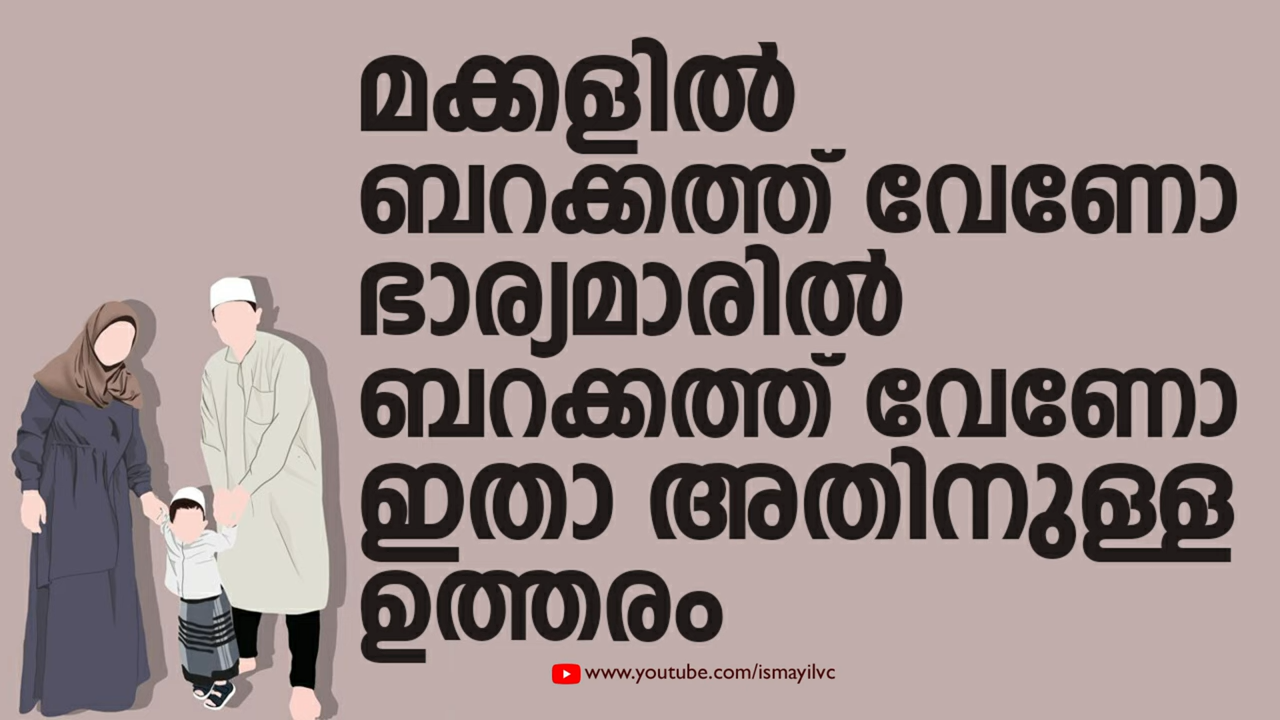 മക്കളിൽ
ബറക്കത്ത് വേണോ
ഭാര്യമാരിൽ
ബറക്കത്ത് വേണോ
ഇതാ അതിനുള്ള
ഉത്തരം
www.youtube.com/ismayilvc